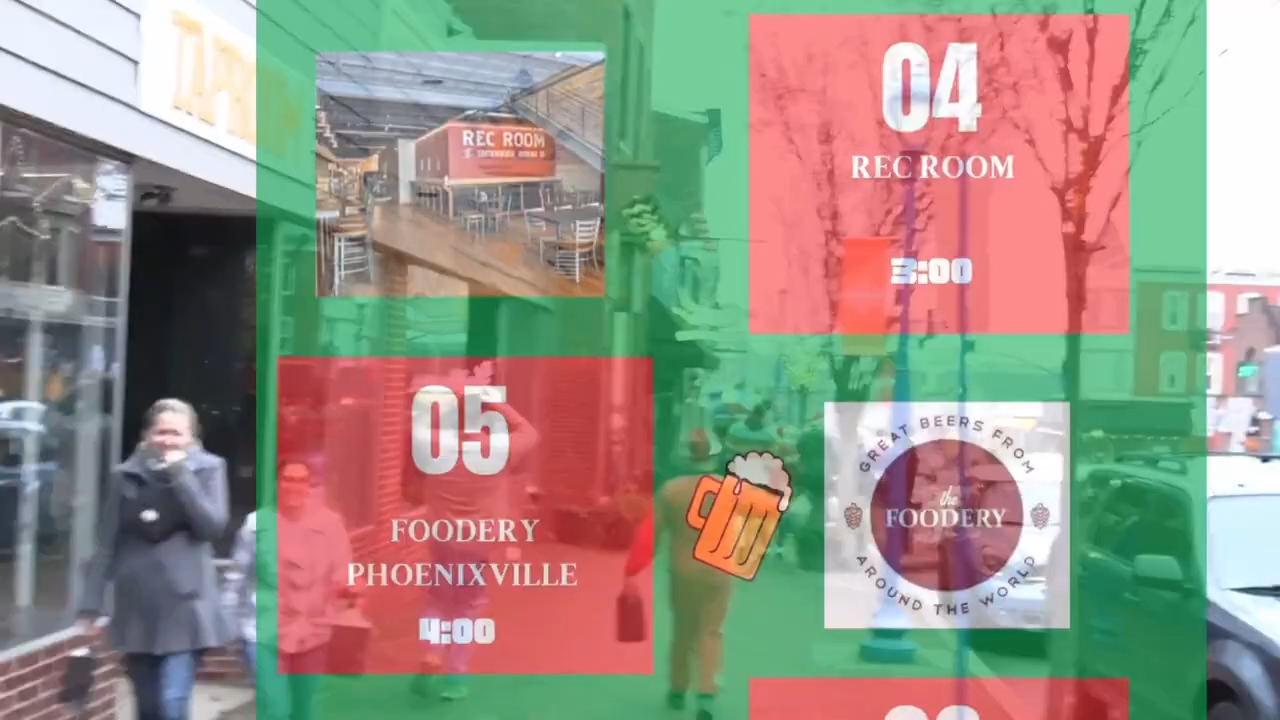 TAPROOM
REC ROOM
04
REC ROOM
3:00
05
FOODERY
PHOENIXVILLE
4:00
GREAT BEERS FROM
the
FOODERY
AROUND THE WORLD